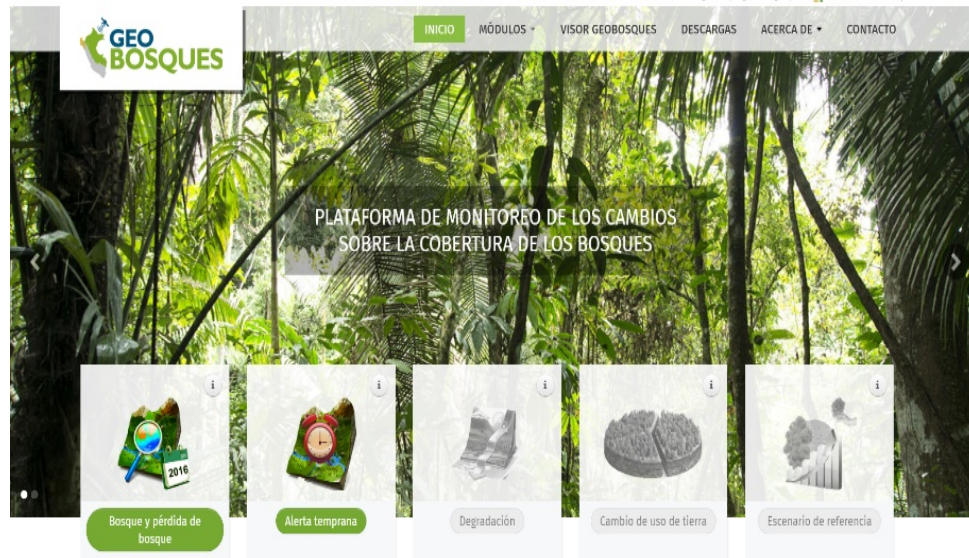 GEO
BOSQUES
INICIO MÓDULOS VISOR GEOBOSQUES DESCARGAS ACERCA DE CONTACTO
PLATAFORMA DE MONITOREO DE LOS CAMBIOS
SOBRE LA COBERTURA DE LOS BOSQUES
i i i i i
2016
Bosque y pérdida de
bosque
Alerta temprana
Degradación
Cambio de uso de tierra
Escenario de referencia